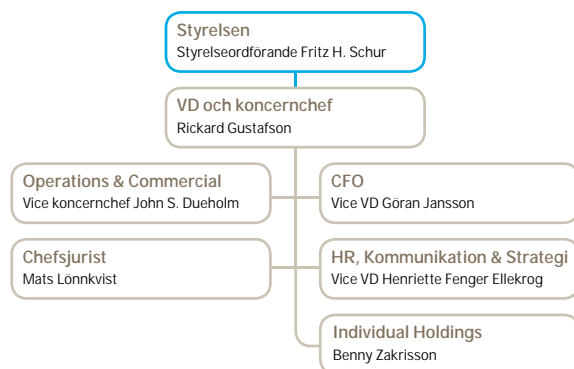 Styrelsen
Styrelseordförande Fritz H. Schur
VD och koncernchef
Rickard Gustafson
Operations & Commercial
Vice koncernchef John S. Dueholm
CFO
Vice VD Göran Jansson
Chefsjurist
Mats Lönnkvist
HR, Kommunikation & Strategi
Vice VD Henriette Fenger Ellekrog
Individual Holdings
Benny Zakrisson